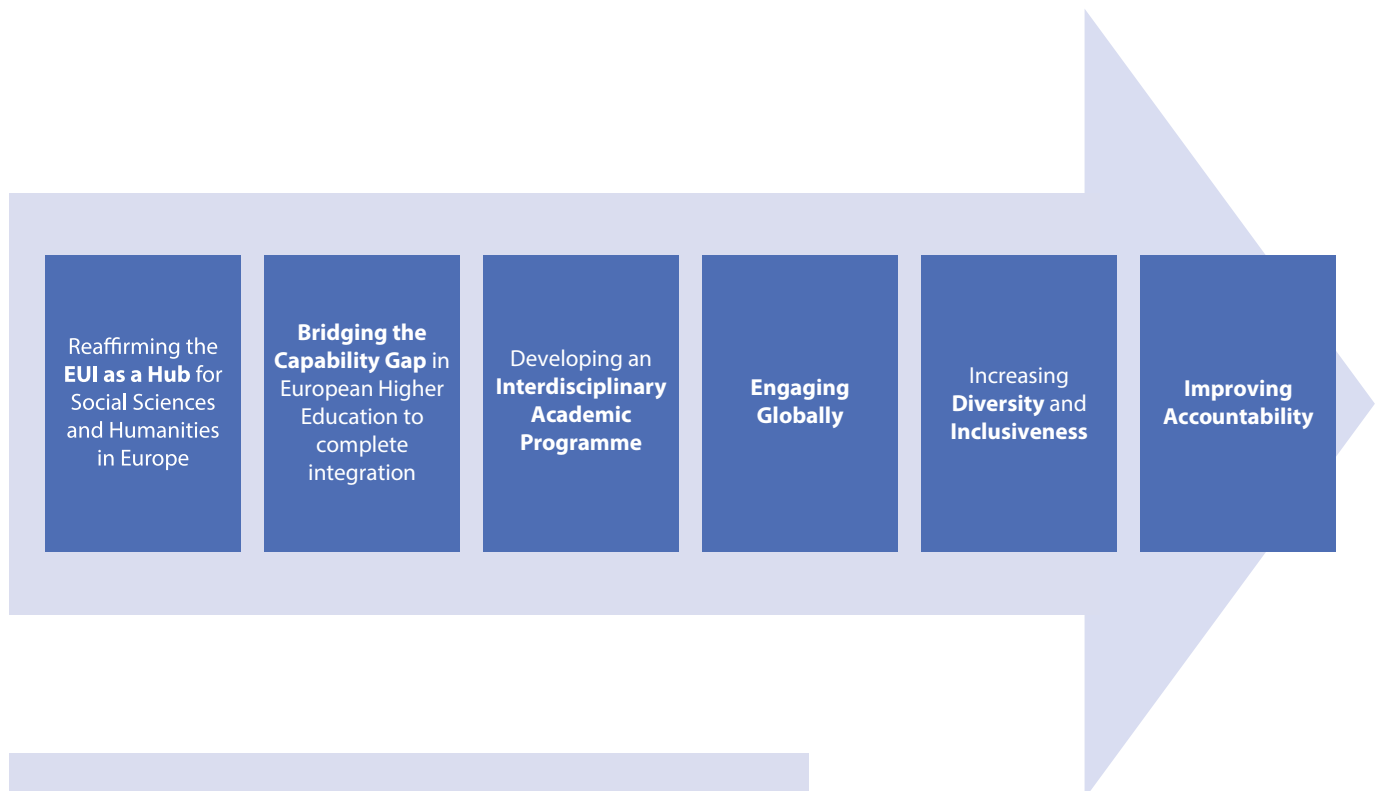 Reaffirming the
EUI as a Hub for
Social Sciences
and Humanities
in Europe
Bridging the
Capability Gap in
European Higher
Education to
complete
integration
Developing an
Interdisciplinary
Academic
Programme
Engaging
Globally
Increasing
Diversity and
Inclusiveness
Improving
Accountability